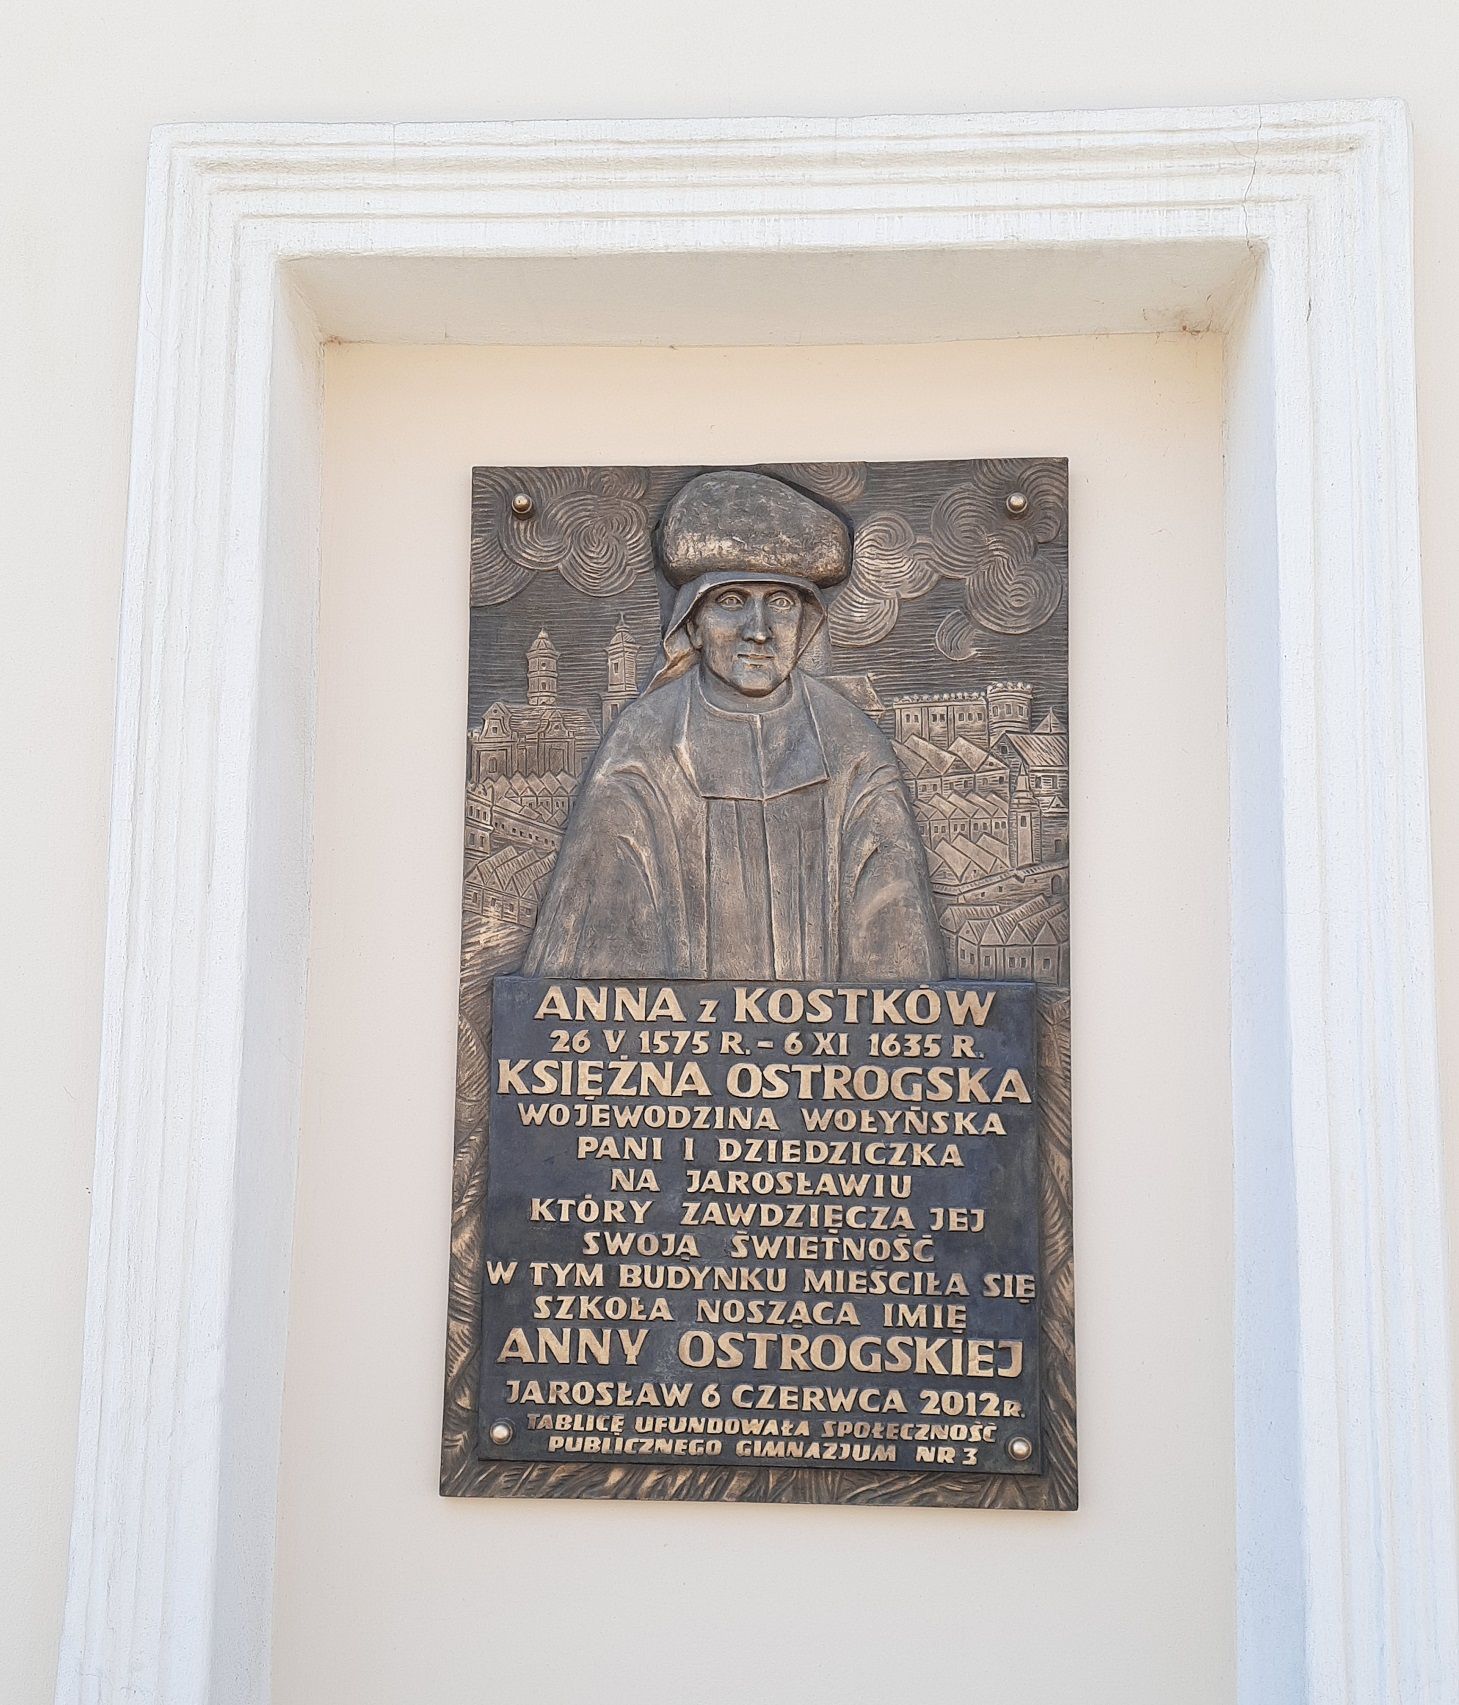 ANNA z KOSTKÓW
26 V 1575 R. - 6 XI 1635 R.
KSIĘŻNA OSTROGSKA
WOJEWODZINA WOŁYŃSKA
PANI I DZIEDZICZKA
NA JAROSŁAWIU
KTÓRY ZAWDZIĘCZA JEJ
SWOJĄ ŚWIETNOŚĆ
W TYM BUDYNKU MIEŚCIŁA SIĘ
SZKOŁA NOSZĄCA IMIĘ
ANNY OSTROGSKIEJ
JAROSŁAW 6 CZERWCA 2012 R.
TABLICĘ UFUNDOWAŁA SPOŁECZNOŚĆ
PUBLICZNEGO GIMNAZJUM NR 3